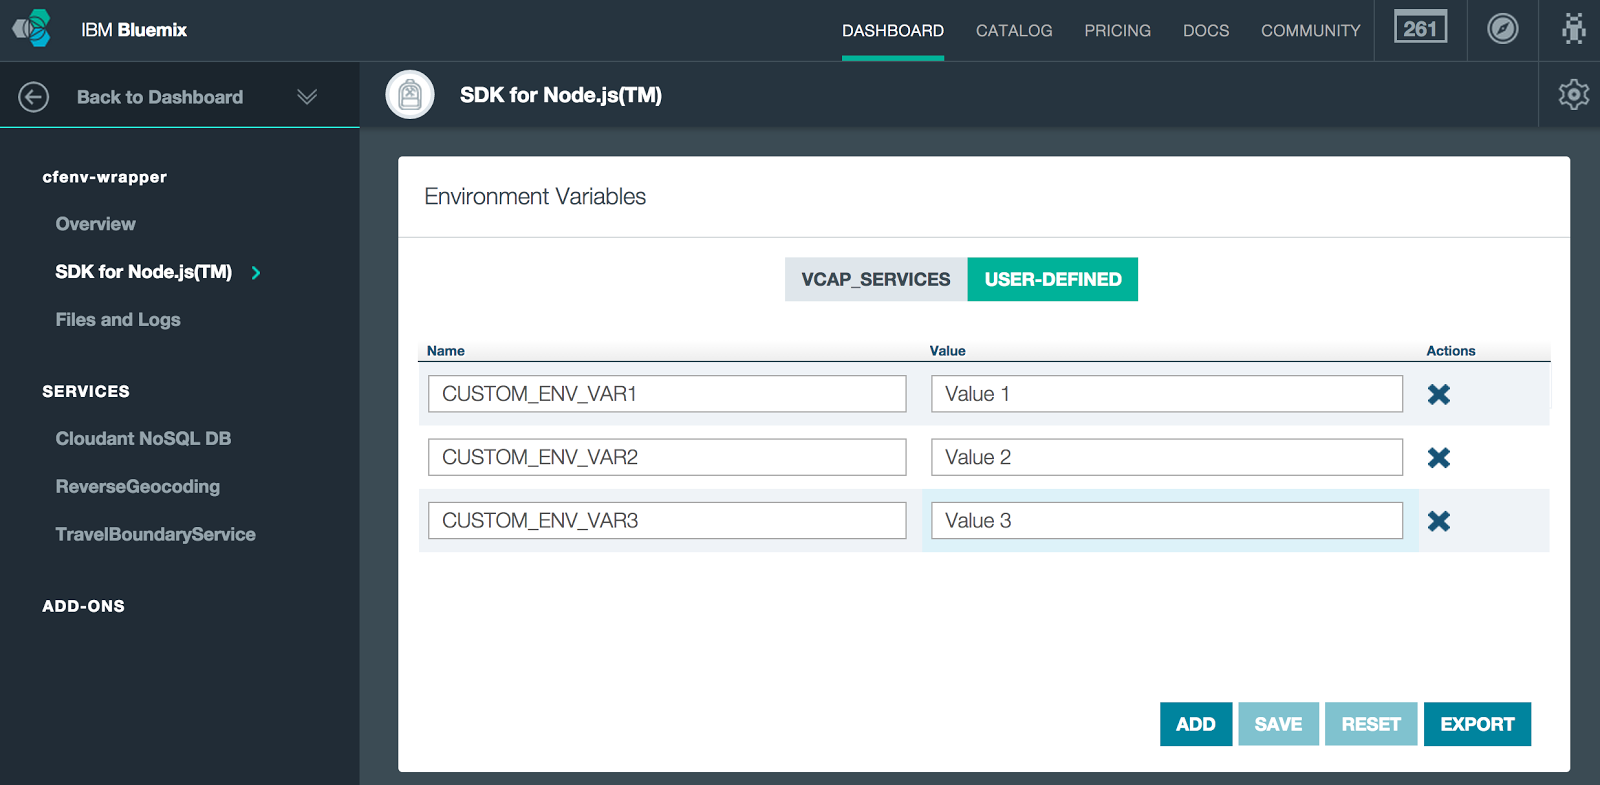 IBM Bluemix
DASHBOARD CATALOG PRICING DOCS COMMUNITY 261
Back to Dashboard
SDK for Node.js(TM)
cfenv-wrapper
Overview
SDK for Node.js(TM)
Files and Logs
SERVICES
Cloudant NoSQL DB
ReverseGeocoding
TravelBoundaryService
ADD-ONS
Environment Variables
VCAP_SERVICES USER-DEFINED
Name Value Actions
CUSTOM_ENV_VAR1 Value 1
CUSTOM_ENV_VAR2 Value 2
CUSTOM_ENV_VAR3 Value 3
ADD SAVE RESET EXPORT